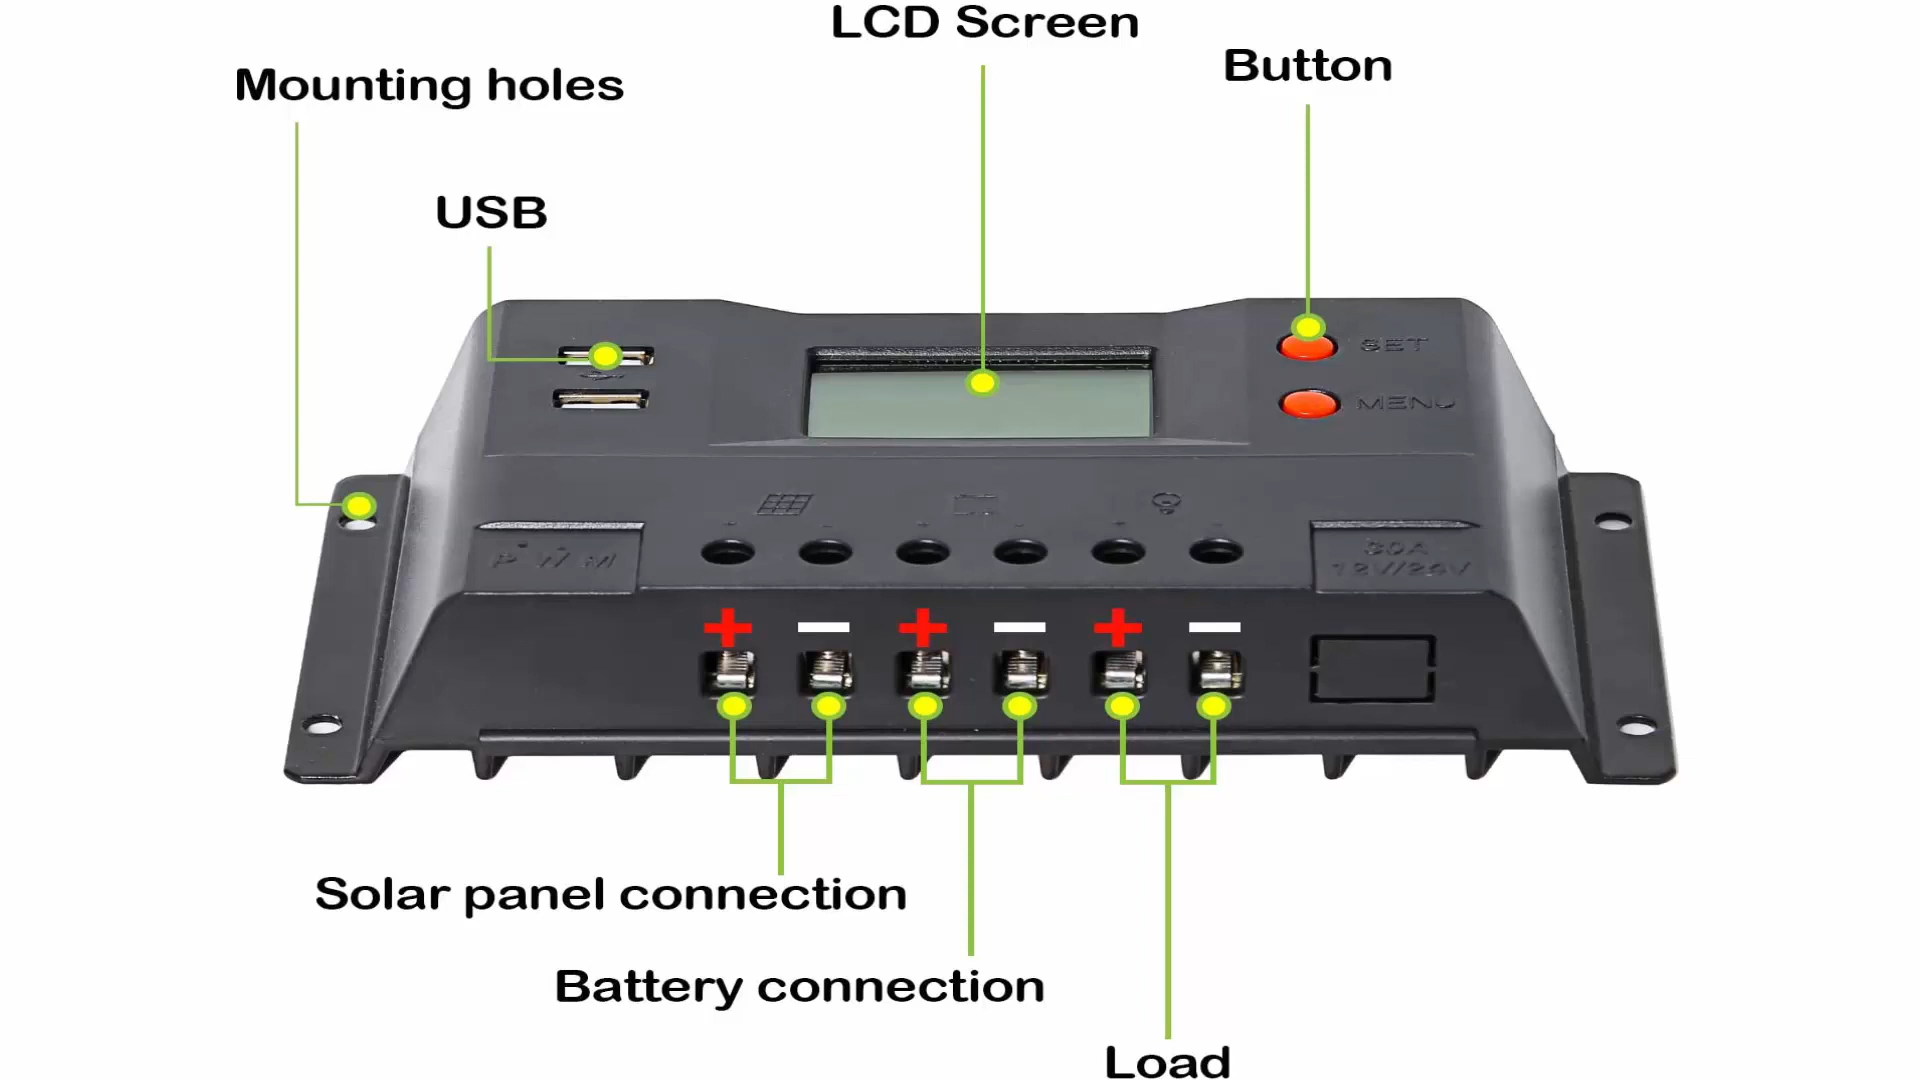 LCD Screen
Button
Mounting holes
USB
SET
MENU
PWM
30A
12V/24V
+ − + − + −
Solar panel connection
Battery connection
Load